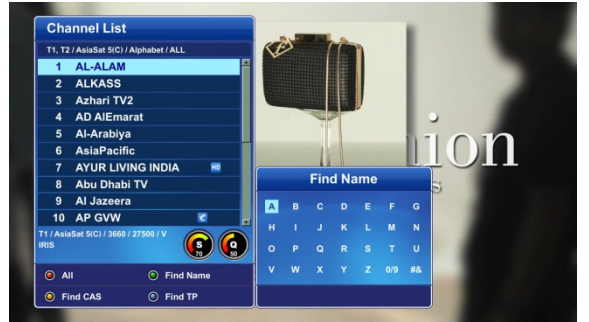 Channel List
T1, T2 / AsiaSat 5(C) / Alphabet / ALL
1 AL-ALAM
2 ALKASS
3 Azhari TV2
4 AD AlEmarat
5 Al-Arabiya
6 AsiaPacific
7 AYUR LIVING INDIA HD
8 Abu Dhabi TV
9 Al Jazeera
10 AP GVW
T1 / AsiaSat 5(C) / 3660 / 27500 / V
IRIS
S 70 Q 50
All Find Name
Find CAS Find TP
Find Name
A B C D E F G
H I J K L M N
O P Q R S T U
V W X Y Z 0/9 #&
ion
s